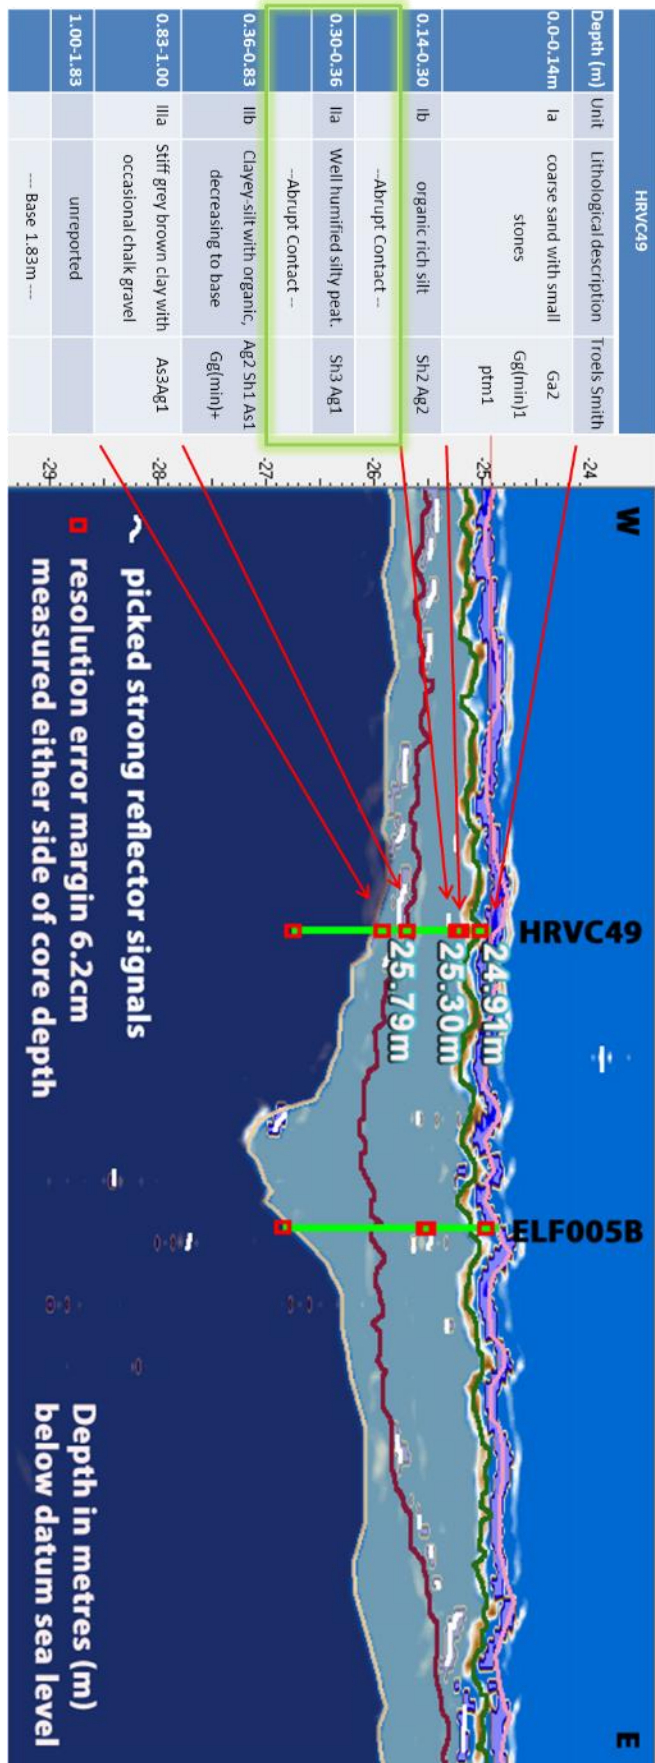 HRVC49
Depth (m) Unit Lithological description Troels Smith
0.0-0.14m Ia coarse sand with small Ga2
stones Gg(min)1
ptm1
0.14-0.30 Ib organic rich silt Sh2 Ag2
--Abrupt Contact --
0.30-0.36 IIa Well humified silty peat. Sh3 Ag1
--Abrupt Contact --
0.36-0.83 IIb Clayey-silt with organic, Ag2 Sh1 As1
decreasing to base Gg(min)+
0.83-1.00 IIIa Stiff grey brown clay with As3Ag1
occasional chalk gravel
1.00-1.83 unreported
--- Base 1.83m ---
-24
-25
-26
-27
-28
-29
W
HRVC49
ELF005B
E
24.91m
25.30m
25.79m
picked strong reflector signals
resolution error margin 6.2cm
measured either side of core depth
Depth in metres (m)
below datum sea level